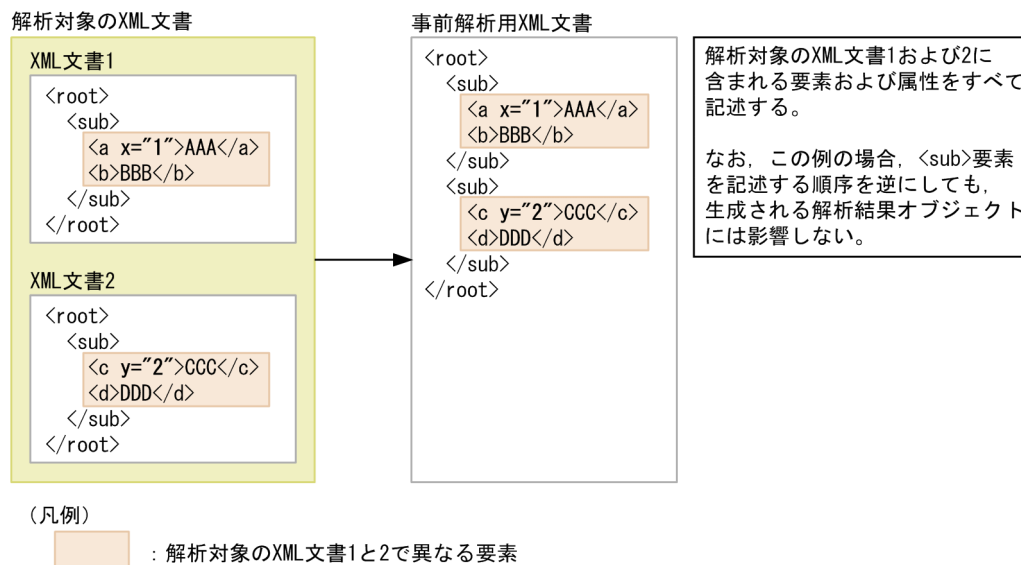 解析対象のXML文書
XML文書1
<root>
<sub>
<a x="1">AAA</a>
<b>BBB</b>
</sub>
</root>
XML文書2
<root>
<sub>
<c y="2">CCC</c>
<d>DDD</d>
</sub>
</root>
事前解析用XML文書
<root>
<sub>
<a x="1">AAA</a>
<b>BBB</b>
</sub>
<sub>
<c y="2">CCC</c>
<d>DDD</d>
</sub>
</root>
解析対象のXML文書1および2に
含まれる要素および属性をすべて
記述する。
なお,この例の場合,<sub>要素
を記述する順序を逆にしても,
生成される解析結果オブジェクト
には影響しない。
(凡例)
:解析対象のXML文書1と2で異なる要素